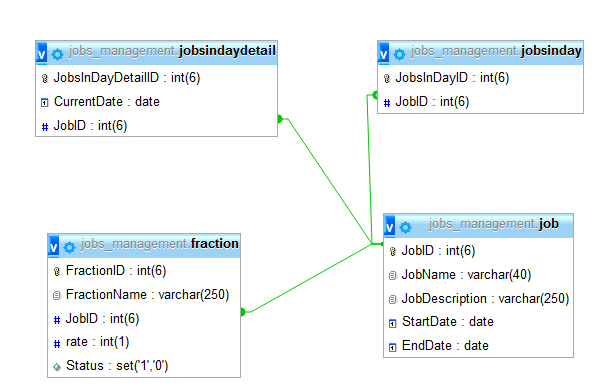 jobs_management.jobsindaydetail
JobsInDayDetailID : int(6)
CurrentDate : date
JobID : int(6)
jobs_management.jobsinday
JobsInDayID : int(6)
JobID : int(6)
jobs_management.fraction
FractionID : int(6)
FractionName : varchar(250)
JobID : int(6)
rate : int(1)
Status : set('1','0')
jobs_management.job
JobID : int(6)
JobName : varchar(40)
JobDescription : varchar(250)
StartDate : date
EndDate : date